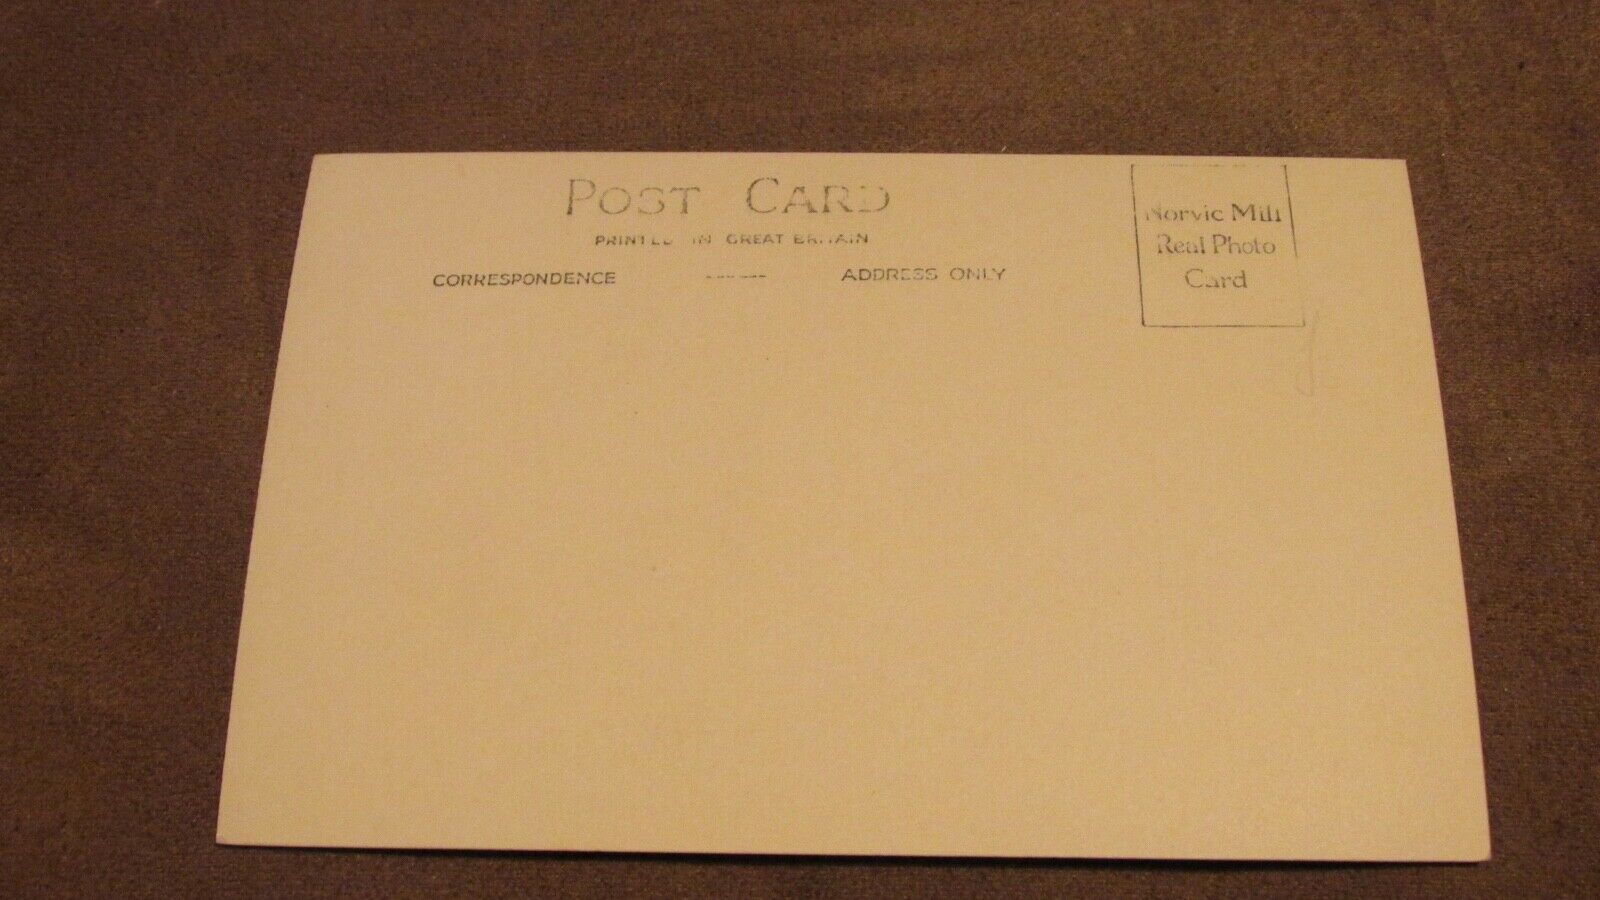 POST CARD
PRINTED IN GREAT BRITAIN
CORRESPONDENCE ------ ADDRESS ONLY
Norvic Mill
Real Photo
Card